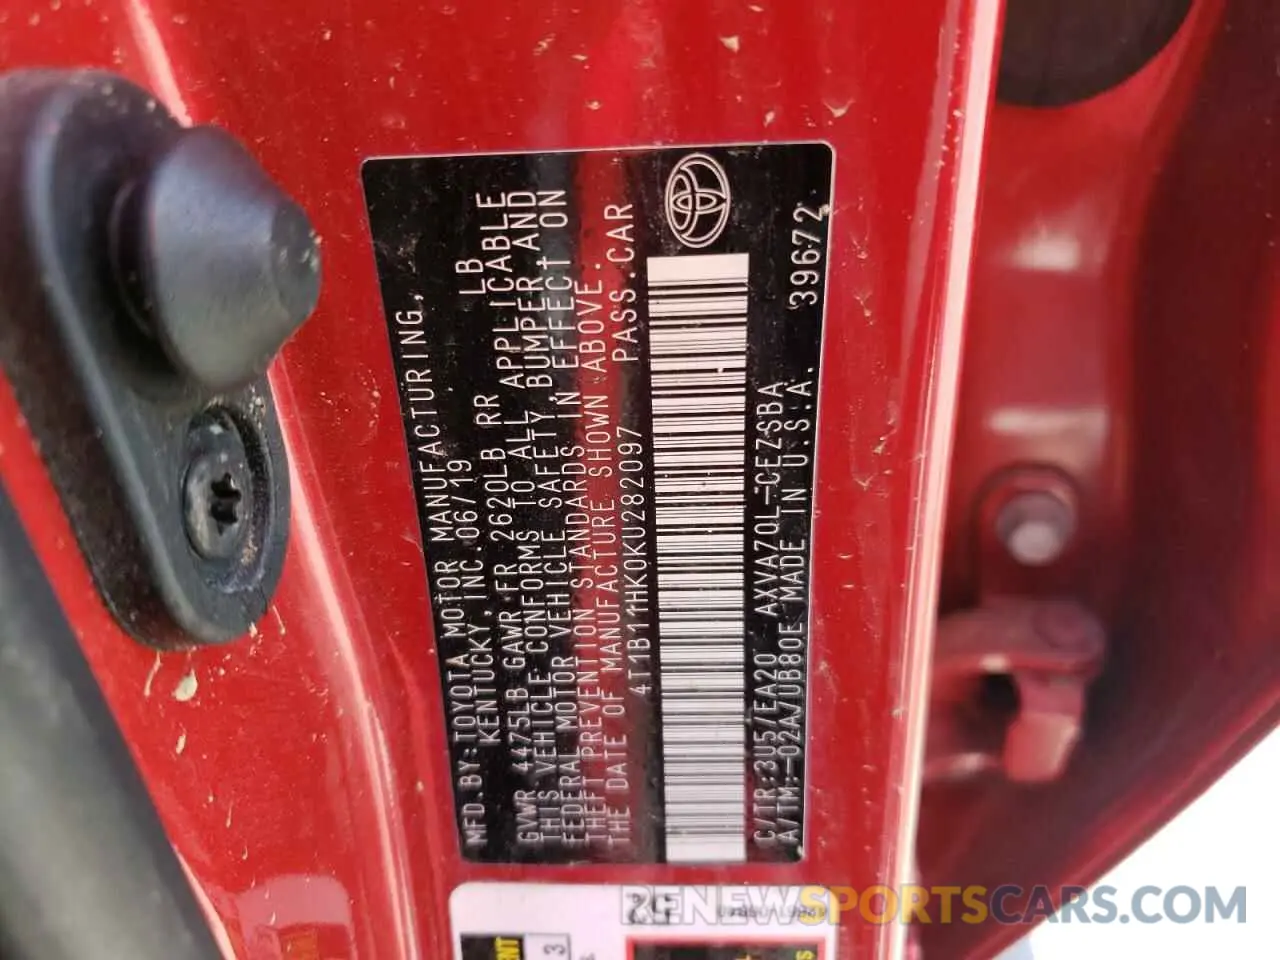 MFD. BY: TOYOTA MOTOR MANUFACTURING,
KENTUCKY, INC. 06/19
GVWR 4475LB GAWR FR 2620LB RR LB
THIS VEHICLE CONFORMS TO ALL APPLICABLE
FEDERAL MOTOR VEHICLE SAFETY, BUMPER, AND
THEFT PREVENTION STANDARDS IN EFFECT ON
THE DATE OF MANUFACTURE SHOWN ABOVE.
4T1B11HK0KU282097 PASS.CAR
C/TR: 3U5/EA20 AXVA70L-CEZSBA
A/TM: -02A/UB80E MADE IN U.S.A. 39672
RENEWSPORTSCARS.COM
3